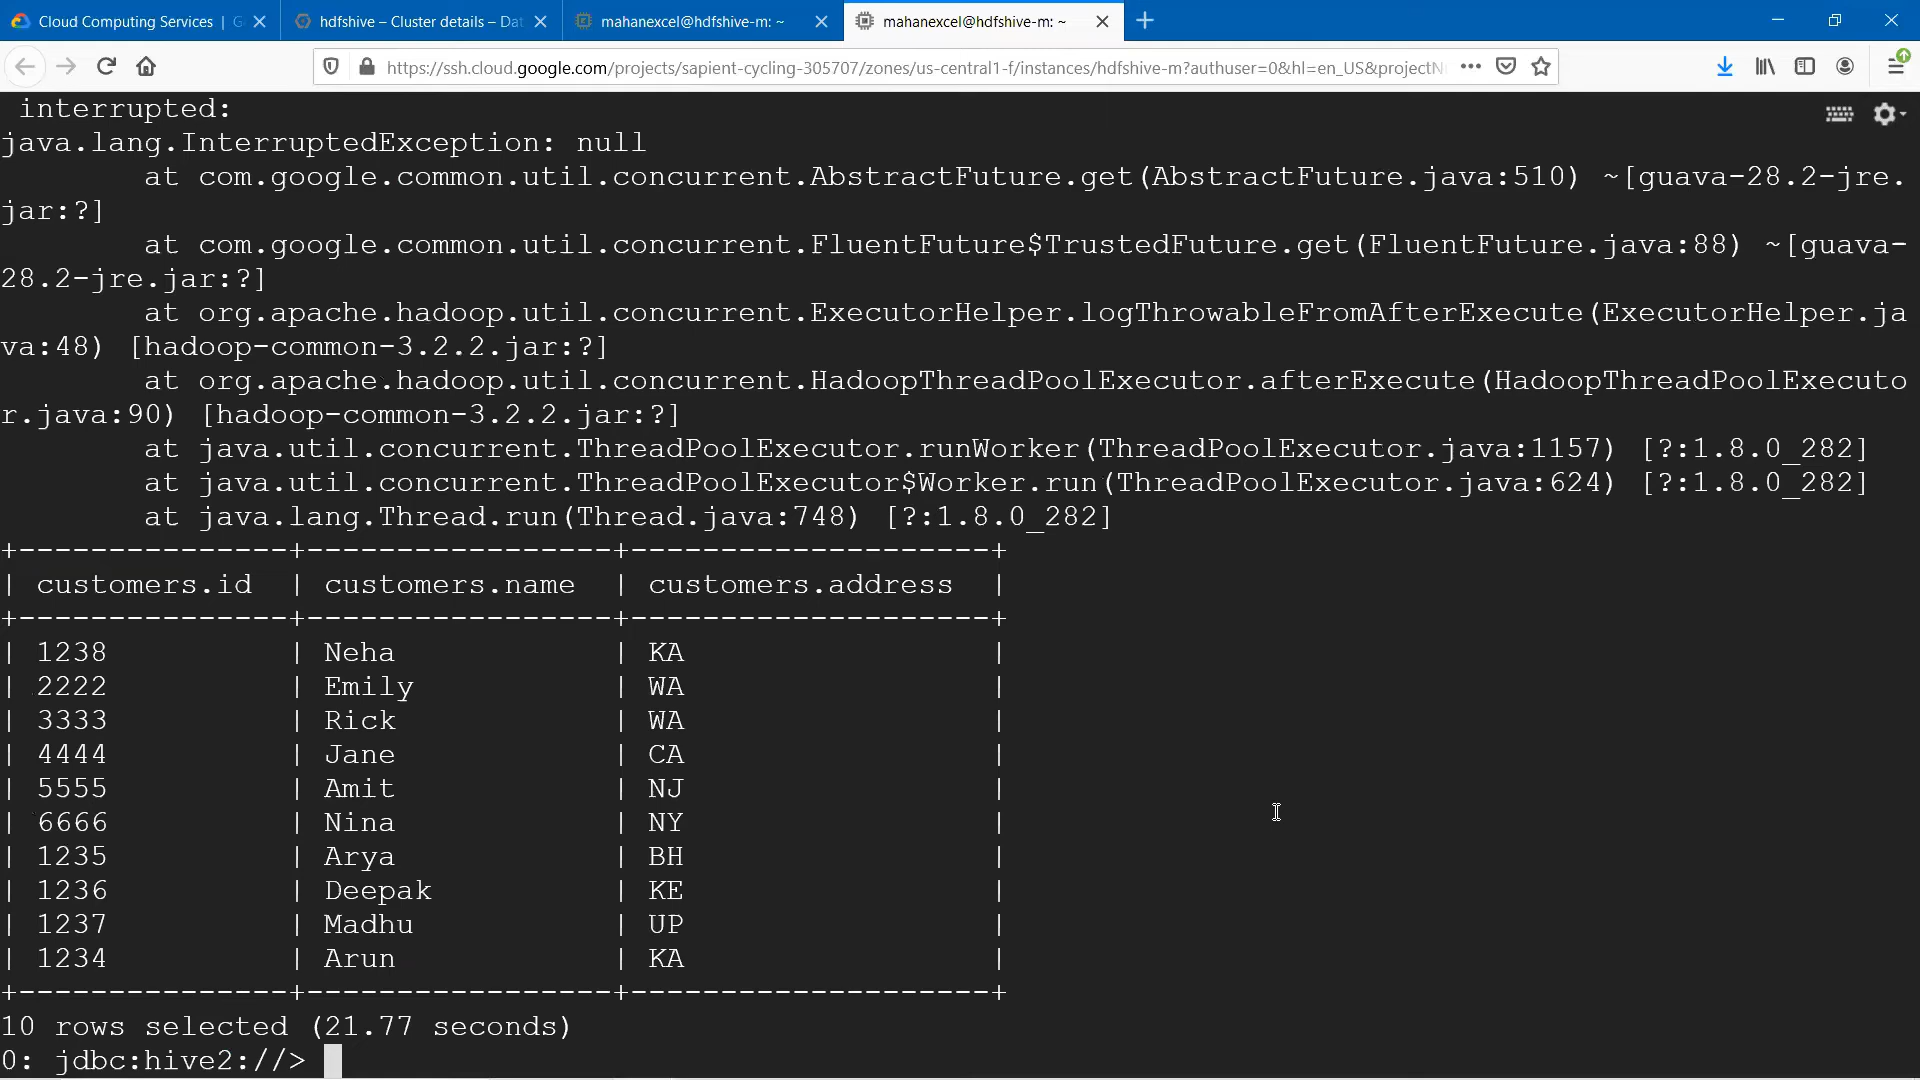 Cloud Computing Services | G
hdfshive – Cluster details – Dat
mahanexcel@hdfshive-m: ~
mahanexcel@hdfshive-m: ~
https://ssh.cloud.google.com/projects/sapient-cycling-305707/zones/us-central1-f/instances/hdfshive-m?authuser=0&hl=en_US&projectN
 interrupted:
java.lang.InterruptedException: null
        at com.google.common.util.concurrent.AbstractFuture.get(AbstractFuture.java:510) ~[guava-28.2-jre.
jar:?]
        at com.google.common.util.concurrent.FluentFuture$TrustedFuture.get(FluentFuture.java:88) ~[guava-
28.2-jre.jar:?]
        at org.apache.hadoop.util.concurrent.ExecutorHelper.logThrowableFromAfterExecute(ExecutorHelper.ja
va:48) [hadoop-common-3.2.2.jar:?]
        at org.apache.hadoop.util.concurrent.HadoopThreadPoolExecutor.afterExecute(HadoopThreadPoolExecuto
r.java:90) [hadoop-common-3.2.2.jar:?]
        at java.util.concurrent.ThreadPoolExecutor.runWorker(ThreadPoolExecutor.java:1157) [?:1.8.0_282]
        at java.util.concurrent.ThreadPoolExecutor$Worker.run(ThreadPoolExecutor.java:624) [?:1.8.0_282]
        at java.lang.Thread.run(Thread.java:748) [?:1.8.0_282]
+---------------+-----------------+--------------------+
| customers.id  | customers.name  | customers.address  |
+---------------+-----------------+--------------------+
| 1238          | Neha            | KA                 |
| 2222          | Emily           | WA                 |
| 3333          | Rick            | WA                 |
| 4444          | Jane            | CA                 |
| 5555          | Amit            | NJ                 |
| 6666          | Nina            | NY                 |
| 1235          | Arya            | BH                 |
| 1236          | Deepak          | KE                 |
| 1237          | Madhu           | UP                 |
| 1234          | Arun            | KA                 |
+---------------+-----------------+--------------------+
10 rows selected (21.77 seconds)
0: jdbc:hive2://>